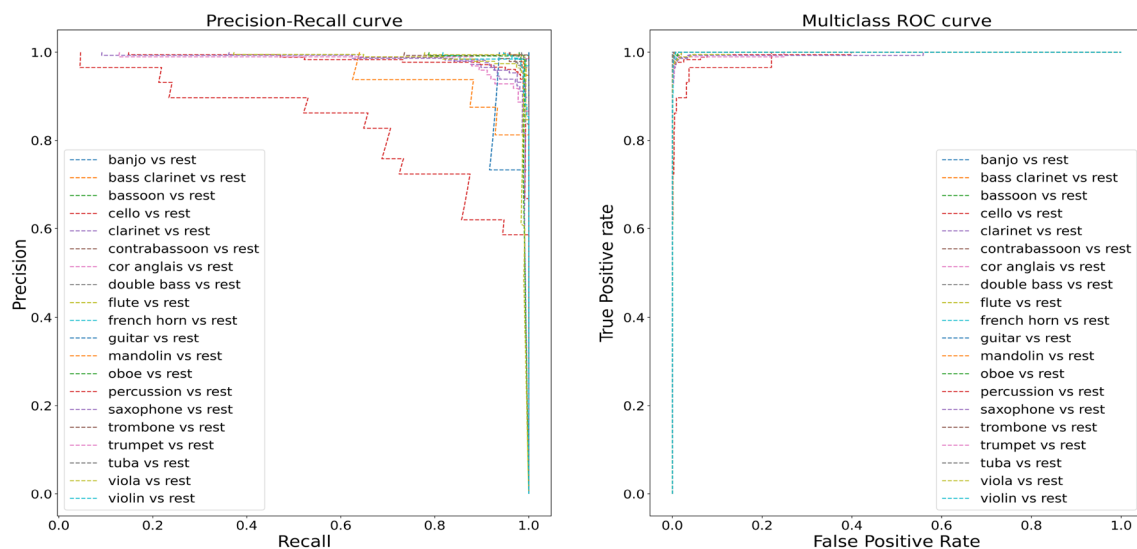 Precision-Recall curve
1.0
0.8
0.6
0.4
0.2
0.0
Precision
banjo vs rest
bass clarinet vs rest
bassoon vs rest
cello vs rest
clarinet vs rest
contrabassoon vs rest
cor anglais vs rest
double bass vs rest
flute vs rest
french horn vs rest
guitar vs rest
mandolin vs rest
oboe vs rest
percussion vs rest
saxophone vs rest
trombone vs rest
trumpet vs rest
tuba vs rest
viola vs rest
violin vs rest
0.0 0.2 0.4 0.6 0.8 1.0
Recall
Multiclass ROC curve
1.0
0.8
0.6
0.4
0.2
0.0
True Positive rate
banjo vs rest
bass clarinet vs rest
bassoon vs rest
cello vs rest
clarinet vs rest
contrabassoon vs rest
cor anglais vs rest
double bass vs rest
flute vs rest
french horn vs rest
guitar vs rest
mandolin vs rest
oboe vs rest
percussion vs rest
saxophone vs rest
trombone vs rest
trumpet vs rest
tuba vs rest
viola vs rest
violin vs rest
0.0 0.2 0.4 0.6 0.8 1.0
False Positive Rate